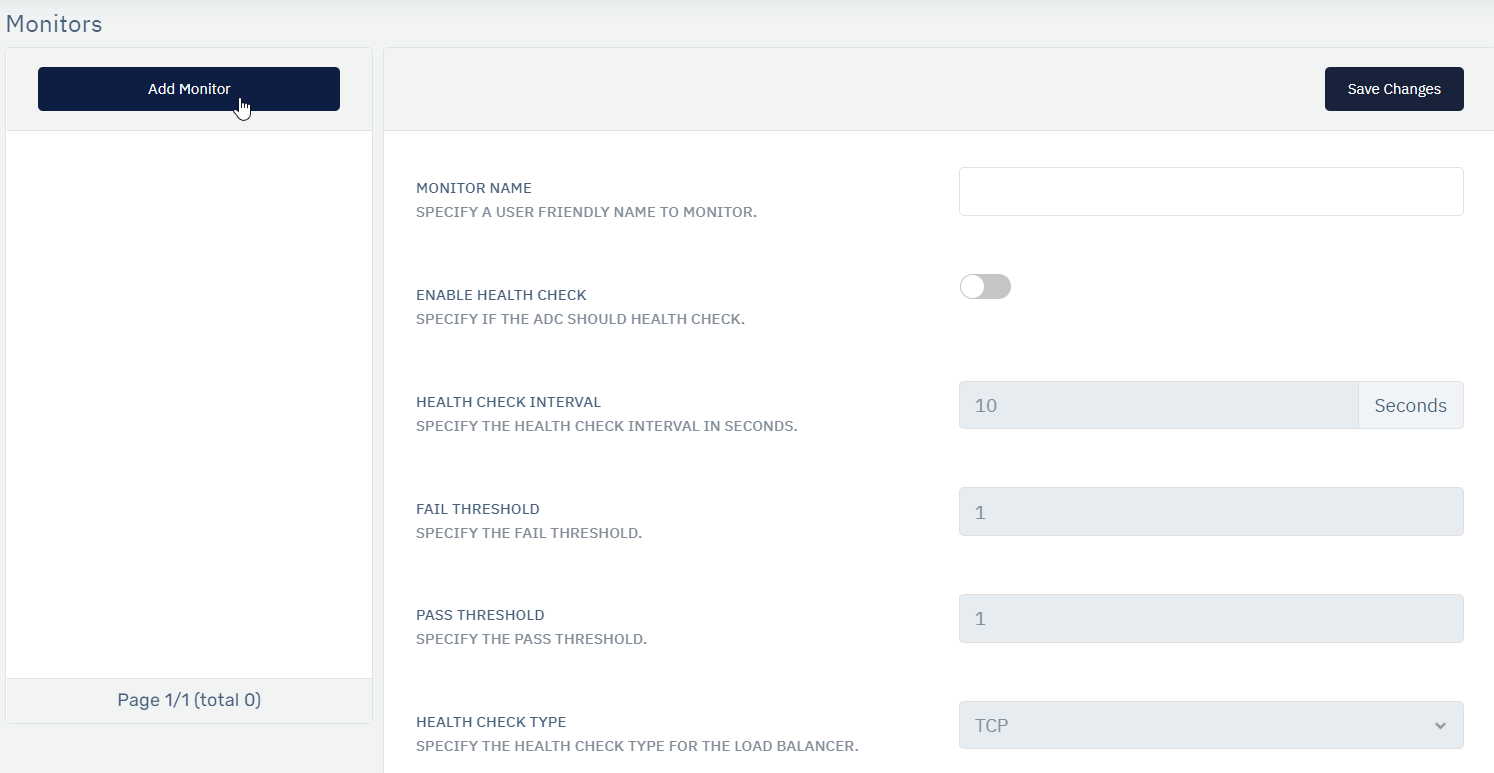 Monitors
Add Monitor
Save Changes
MONITOR NAME
SPECIFY A USER FRIENDLY NAME TO MONITOR.
ENABLE HEALTH CHECK
SPECIFY IF THE ADC SHOULD HEALTH CHECK.
HEALTH CHECK INTERVAL
SPECIFY THE HEALTH CHECK INTERVAL IN SECONDS.
10
Seconds
FAIL THRESHOLD
SPECIFY THE FAIL THRESHOLD.
1
PASS THRESHOLD
SPECIFY THE PASS THRESHOLD.
1
HEALTH CHECK TYPE
SPECIFY THE HEALTH CHECK TYPE FOR THE LOAD BALANCER.
TCP
Page 1/1 (total 0)